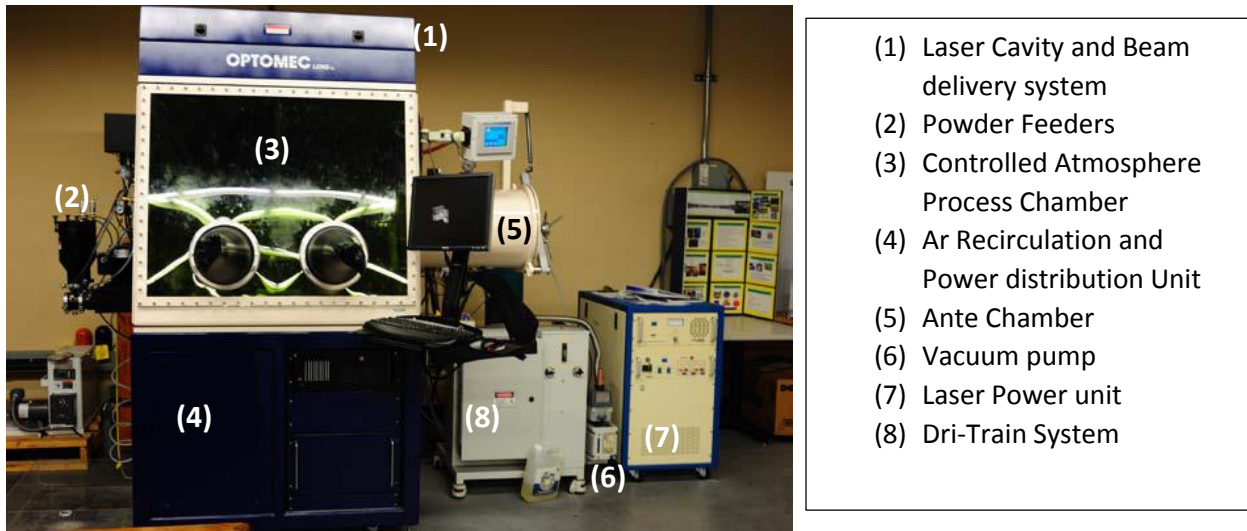 (1)
OPTOMEC LENS
(3)
(2)
(5)
(4)
(8)
(7)
(6)
(1) Laser Cavity and Beam
delivery system
(2) Powder Feeders
(3) Controlled Atmosphere
Process Chamber
(4) Ar Recirculation and
Power distribution Unit
(5) Ante Chamber
(6) Vacuum pump
(7) Laser Power unit
(8) Dri-Train System